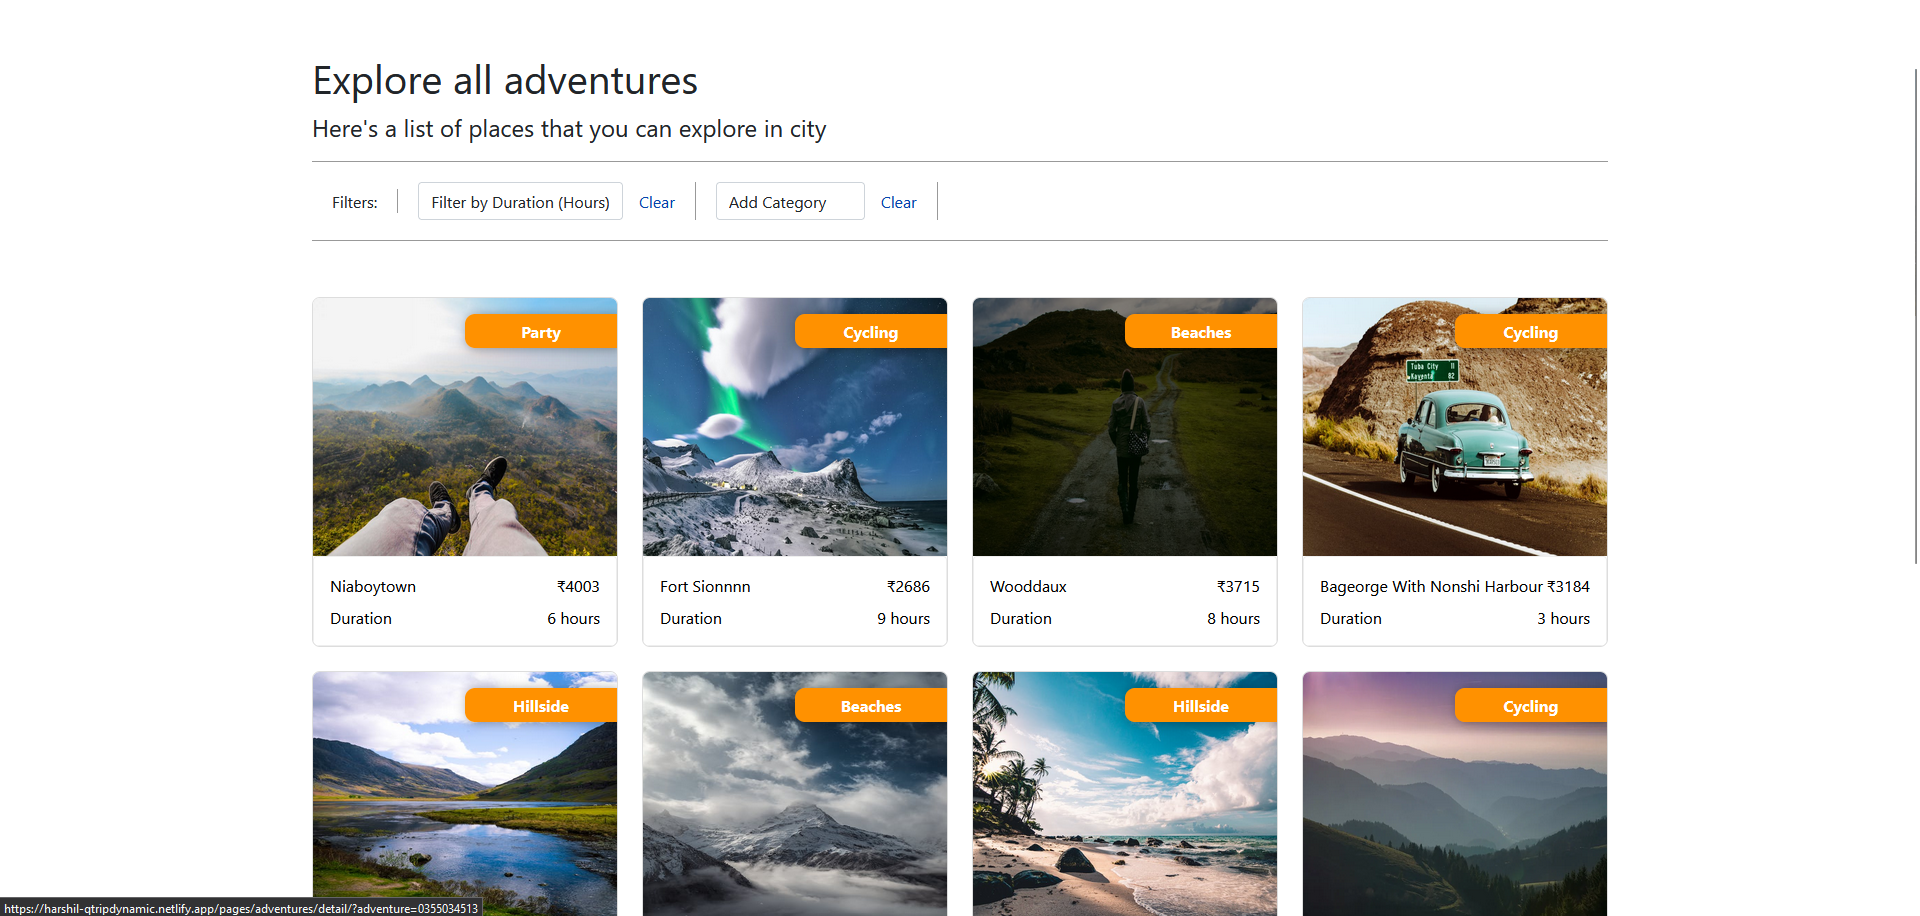 Explore all adventures
Here's a list of places that you can explore in city
Filters: Filter by Duration (Hours) Clear Add Category Clear
Party Cycling Beaches Cycling
Tuba City 11
Kayenta 82
Niaboytown ₹4003 Fort Sionnnn ₹2686 Wooddaux ₹3715 Bageorge With Nonshi Harbour ₹3184
Duration 6 hours Duration 9 hours Duration 8 hours Duration 3 hours
Hillside Beaches Hillside Cycling
https://harshil-qtripdynamic.netlify.app/pages/adventures/detail/?adventure=0355034513